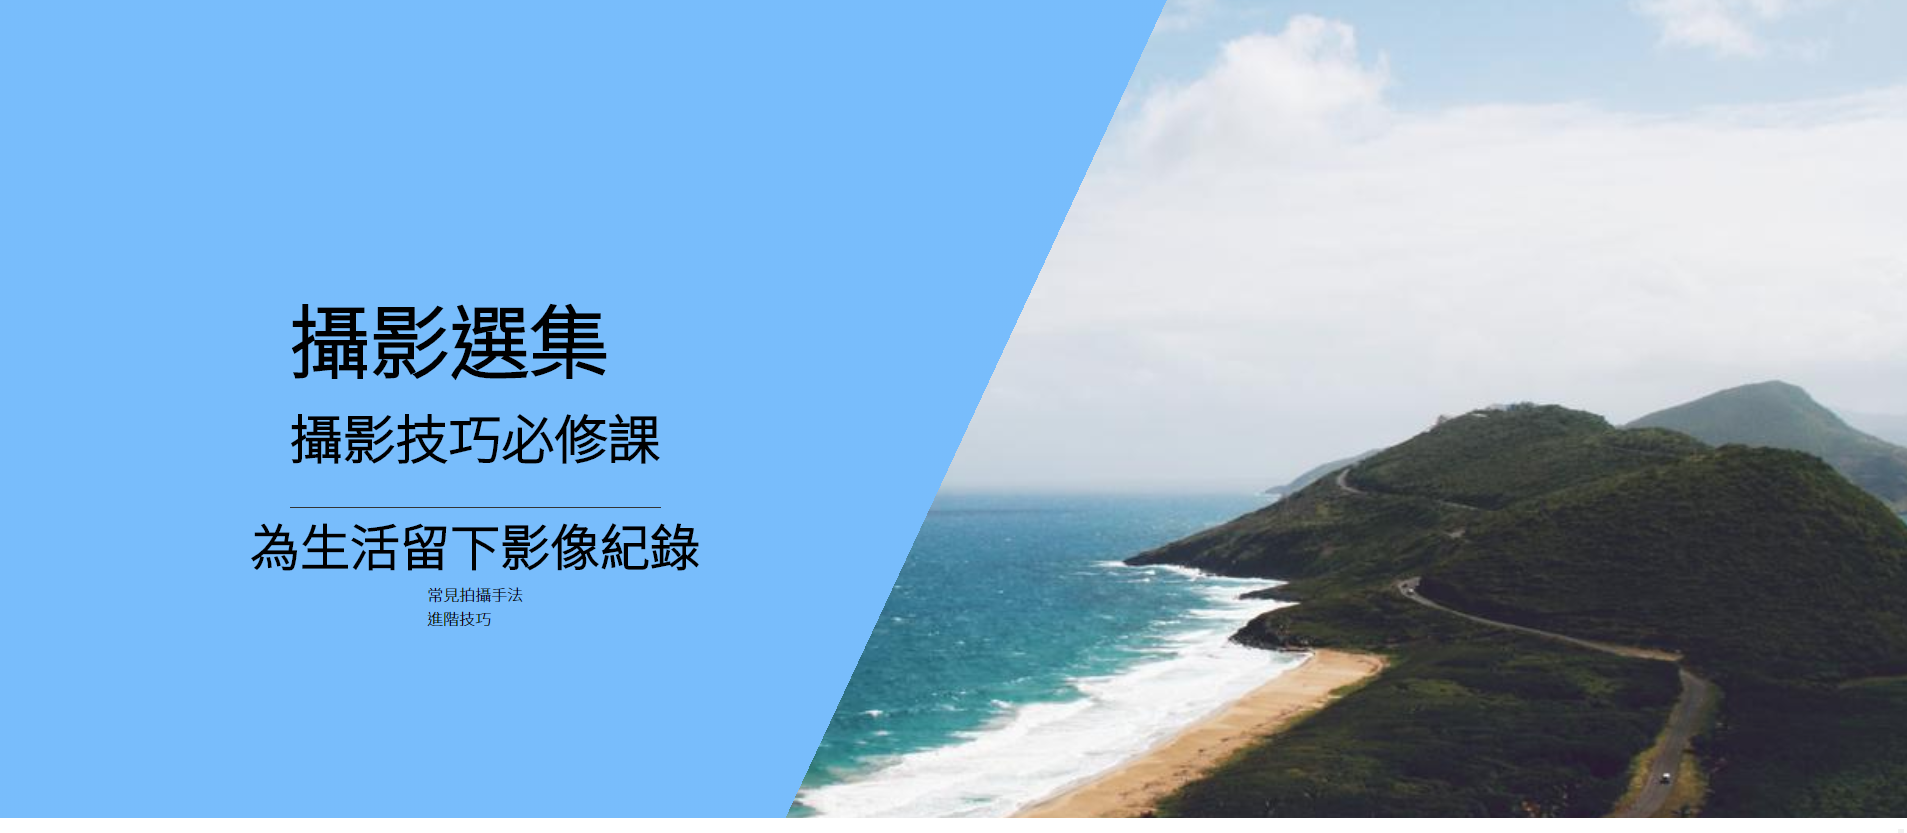 攝影選集
攝影技巧必修課
為生活留下影像紀錄
常見拍攝手法
進階技巧